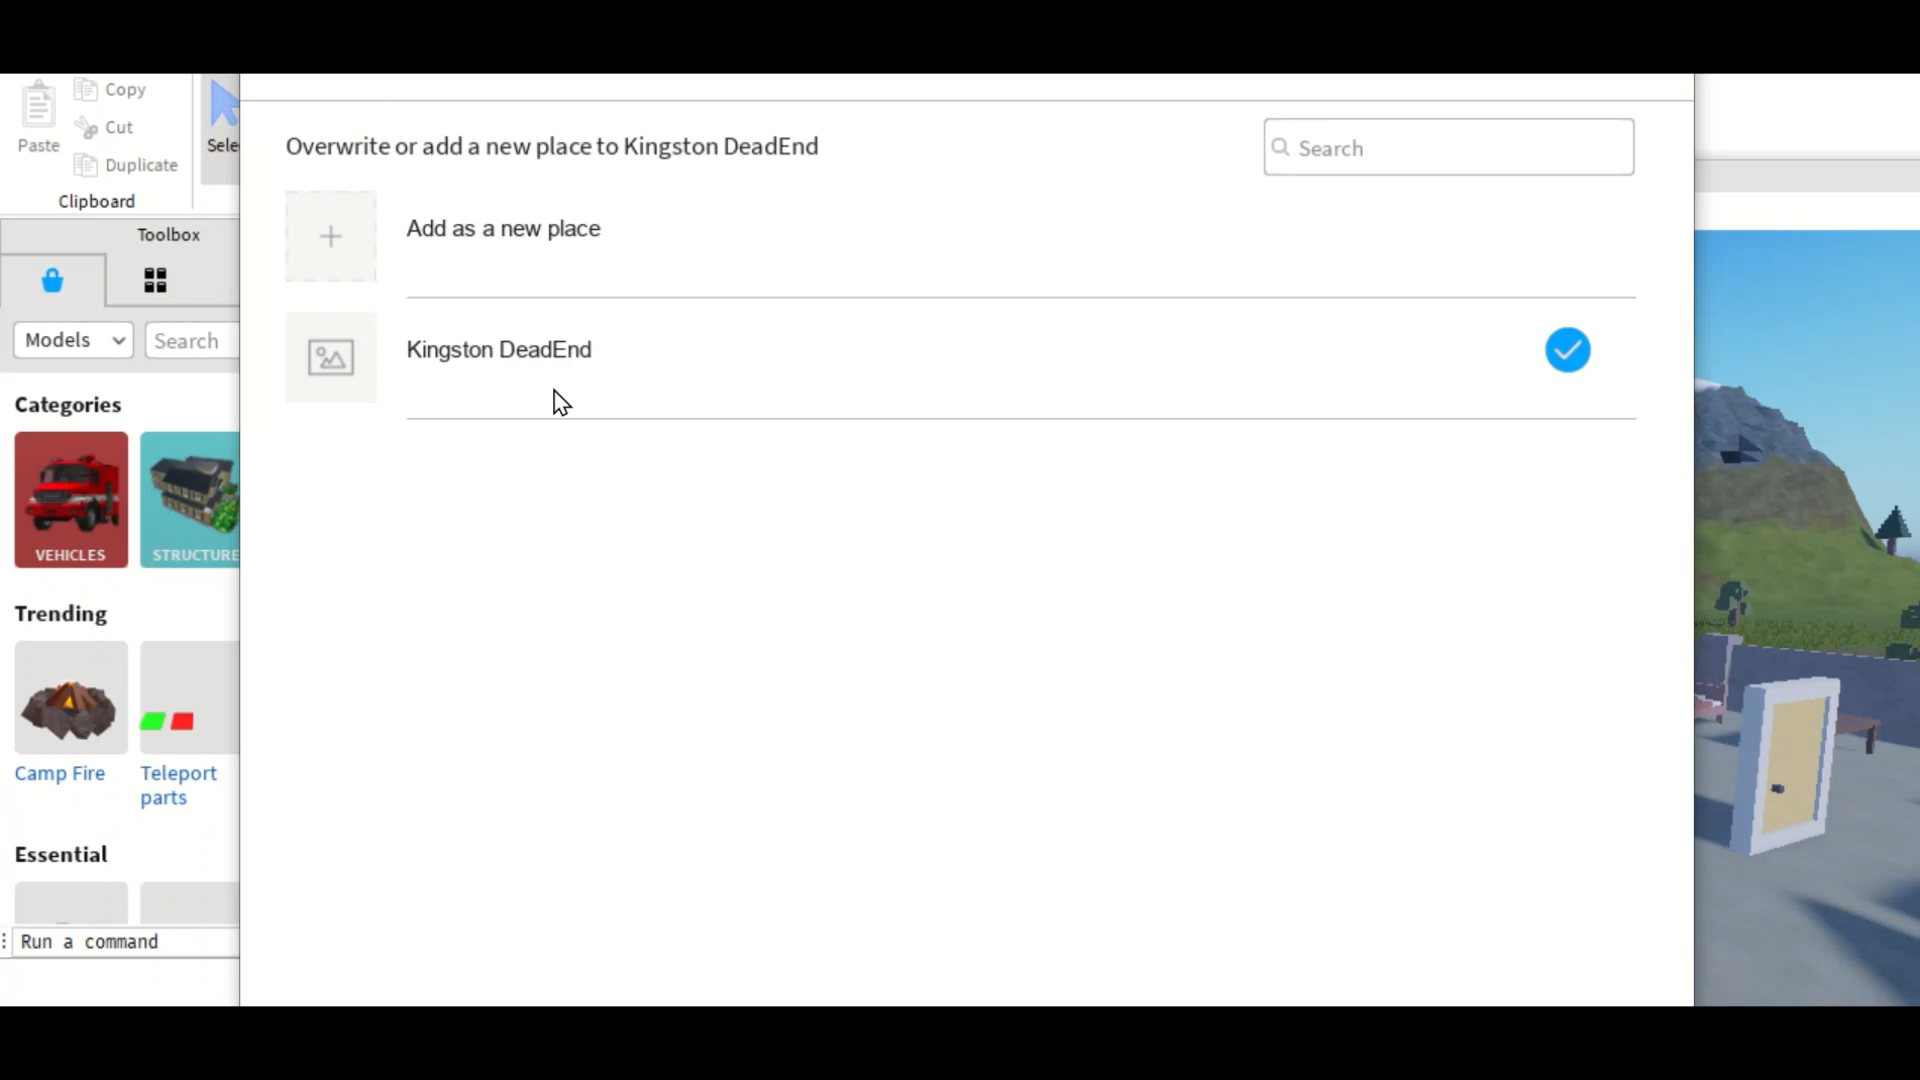 Copy
Cut
Paste
Duplicate
Clipboard
Toolbox
Models
Search
Categories
VEHICLES
STRUCTURE
Trending
Camp Fire
Teleport
parts
Essential
Run a command
Overwrite or add a new place to Kingston DeadEnd
Search
Add as a new place
Kingston DeadEnd